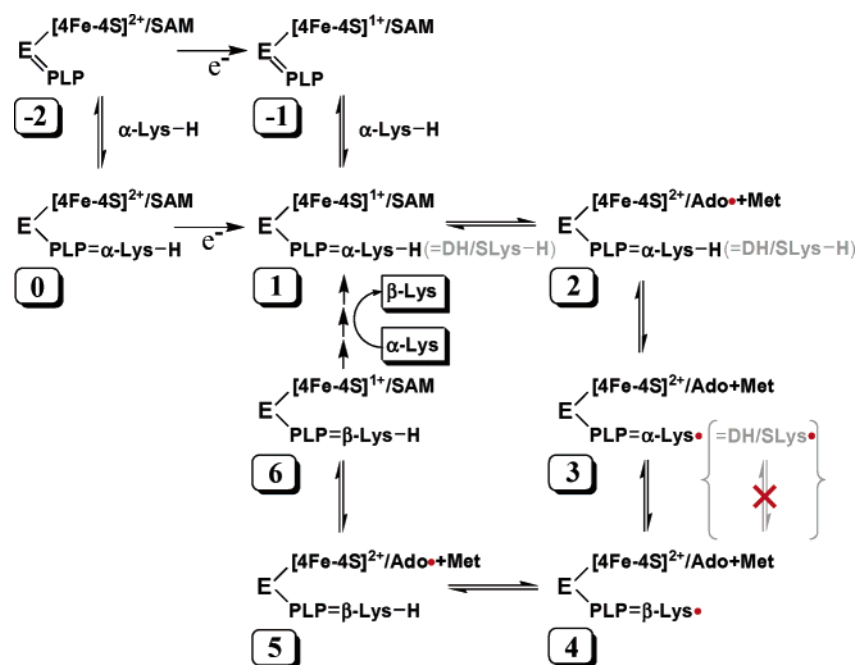 [4Fe-4S]²⁺/SAM
[4Fe-4S]¹⁺/SAM
E
E
e⁻
PLP
PLP
-2
-1
α-Lys–H
α-Lys–H
[4Fe-4S]²⁺/SAM
[4Fe-4S]¹⁺/SAM
[4Fe-4S]²⁺/Ado•+Met
E
E
E
e⁻
PLP=α-Lys–H
PLP=α-Lys–H(=DH/SLys–H)
PLP=α-Lys–H(=DH/SLys–H)
0
1
2
β-Lys
α-Lys
[4Fe-4S]¹⁺/SAM
[4Fe-4S]²⁺/Ado+Met
E
E
PLP=β-Lys–H
PLP=α-Lys•
=DH/SLys•
6
3
[4Fe-4S]²⁺/Ado•+Met
[4Fe-4S]²⁺/Ado+Met
E
E
PLP=β-Lys–H
PLP=β-Lys•
5
4